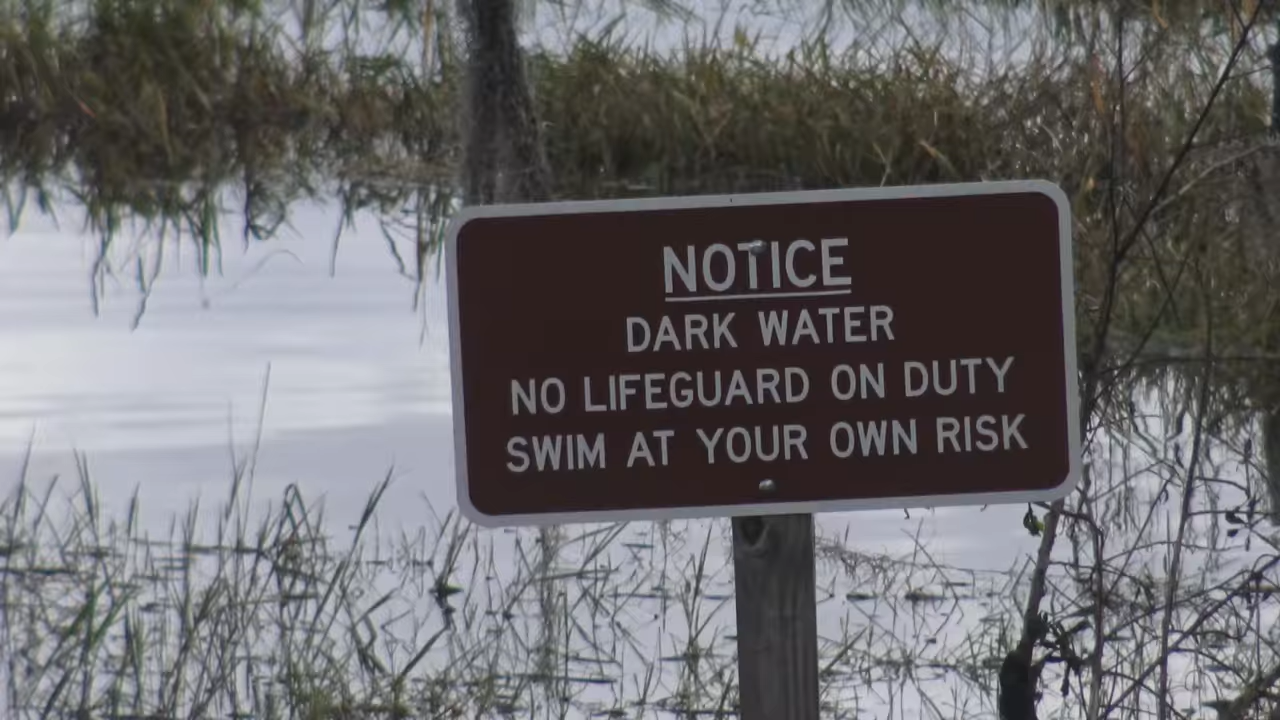 NOTICE
DARK WATER
NO LIFEGUARD ON DUTY
SWIM AT YOUR OWN RISK